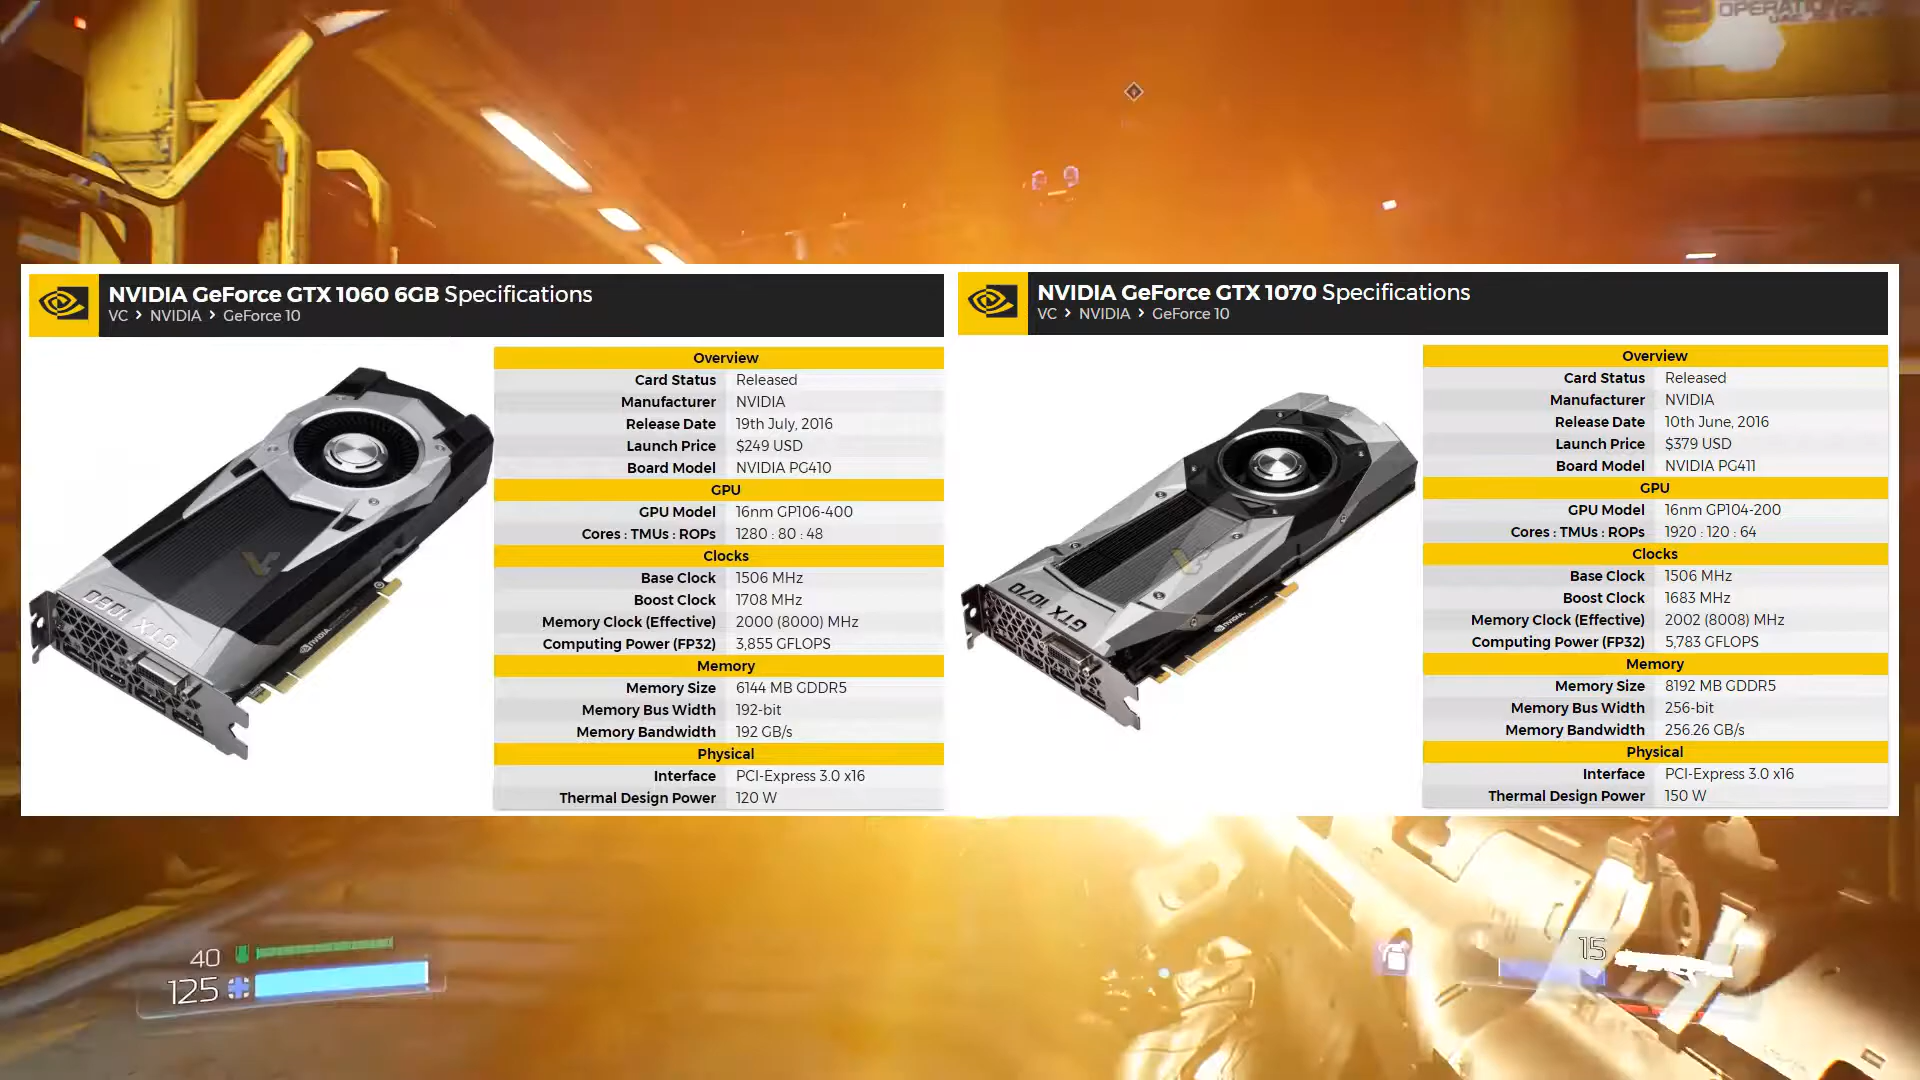 OPERATION
NVIDIA GeForce GTX 1060 6GB Specifications
VC > NVIDIA > GeForce 10
Overview
Card Status Released
Manufacturer NVIDIA
Release Date 19th July, 2016
Launch Price $249 USD
Board Model NVIDIA PG410
GPU
GPU Model 16nm GP106-400
Cores : TMUs : ROPs 1280 : 80 : 48
Clocks
Base Clock 1506 MHz
Boost Clock 1708 MHz
Memory Clock (Effective) 2000 (8000) MHz
Computing Power (FP32) 3,855 GFLOPS
Memory
Memory Size 6144 MB GDDR5
Memory Bus Width 192-bit
Memory Bandwidth 192 GB/s
Physical
Interface PCI-Express 3.0 x16
Thermal Design Power 120 W
GTX 1060
NVIDIA
NVIDIA GeForce GTX 1070 Specifications
VC > NVIDIA > GeForce 10
Overview
Card Status Released
Manufacturer NVIDIA
Release Date 10th June, 2016
Launch Price $379 USD
Board Model NVIDIA PG411
GPU
GPU Model 16nm GP104-200
Cores : TMUs : ROPs 1920 : 120 : 64
Clocks
Base Clock 1506 MHz
Boost Clock 1683 MHz
Memory Clock (Effective) 2002 (8008) MHz
Computing Power (FP32) 5,783 GFLOPS
Memory
Memory Size 8192 MB GDDR5
Memory Bus Width 256-bit
Memory Bandwidth 256.26 GB/s
Physical
Interface PCI-Express 3.0 x16
Thermal Design Power 150 W
GTX 1070
NVIDIA
40
125
15